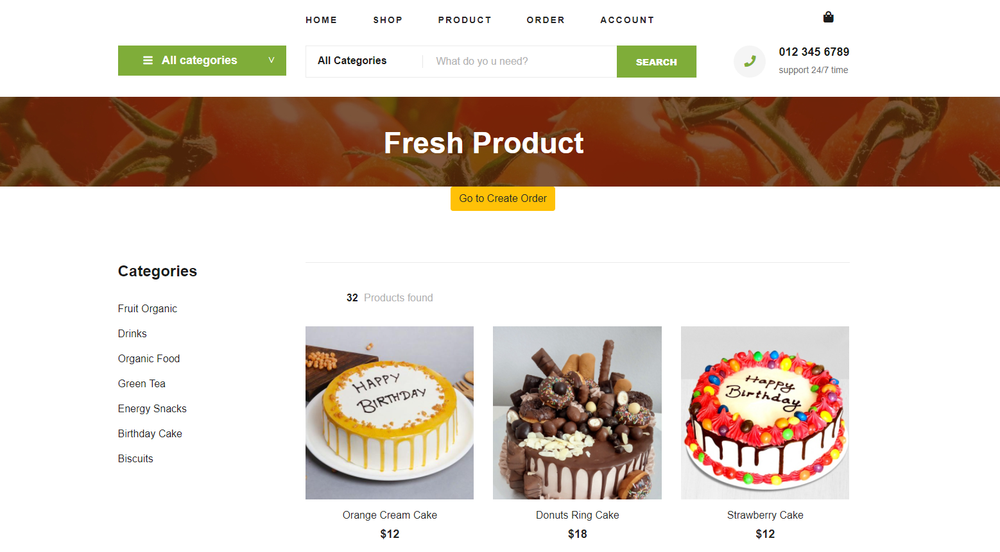 HOME SHOP PRODUCT ORDER ACCOUNT
All categories V
All Categories What do yo u need? SEARCH
012 345 6789
support 24/7 time
Fresh Product
Go to Create Order
Categories
Fruit Organic
Drinks
Organic Food
Green Tea
Energy Snacks
Birthday Cake
Biscuits
32 Products found
HAPPY
BIRTHDAY
Happy
Birthday
Orange Cream Cake
$12
Donuts Ring Cake
$18
Strawberry Cake
$12